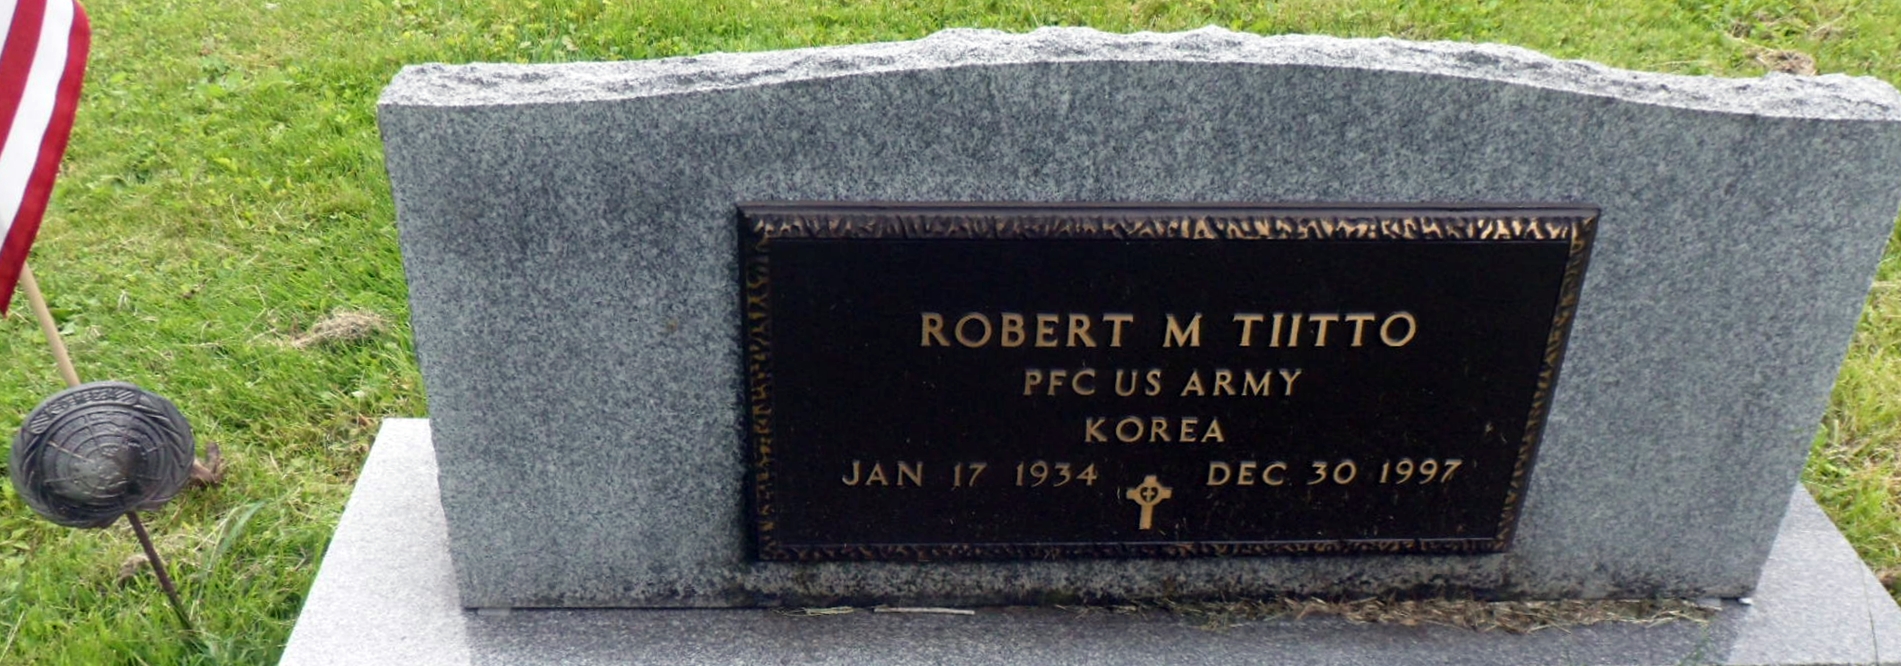 ROBERT M TIITTO
PFC US ARMY
KOREA
JAN 17 1934 DEC 30 1997